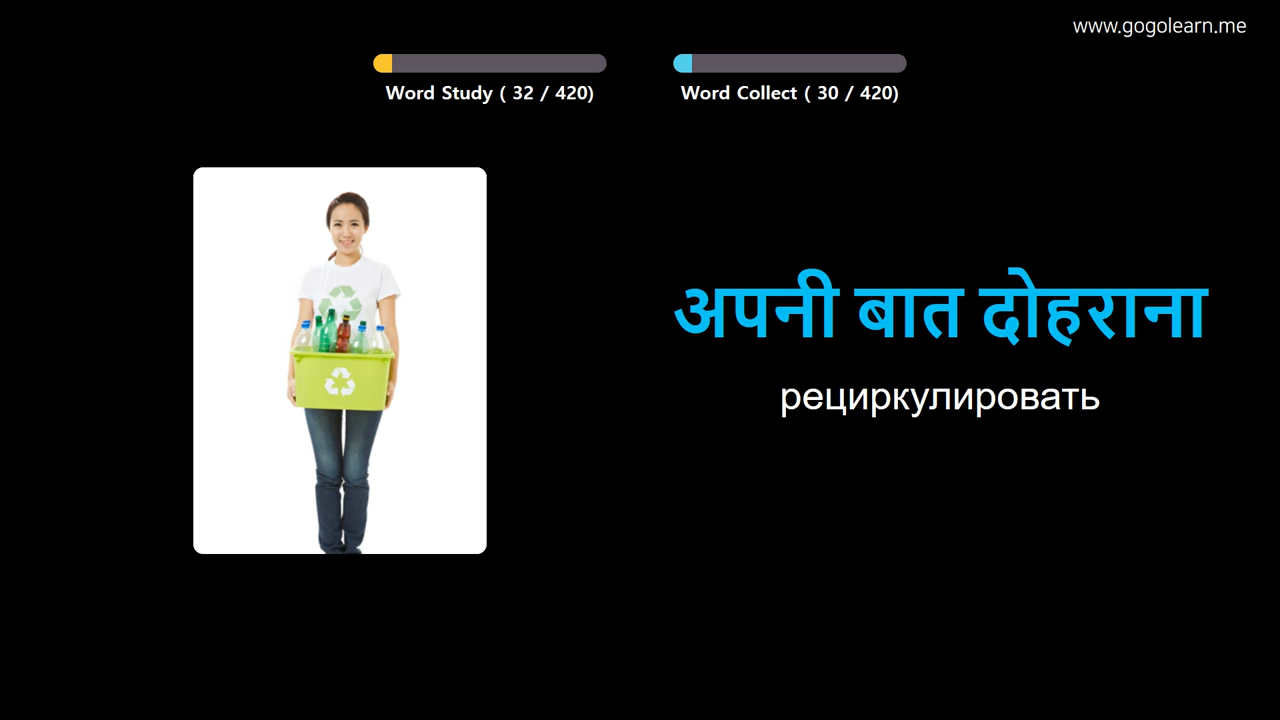 www.gogolearn.me
Word Study ( 32 / 420)
Word Collect ( 30 / 420)
अपनी बात दोहराना
рециркулировать